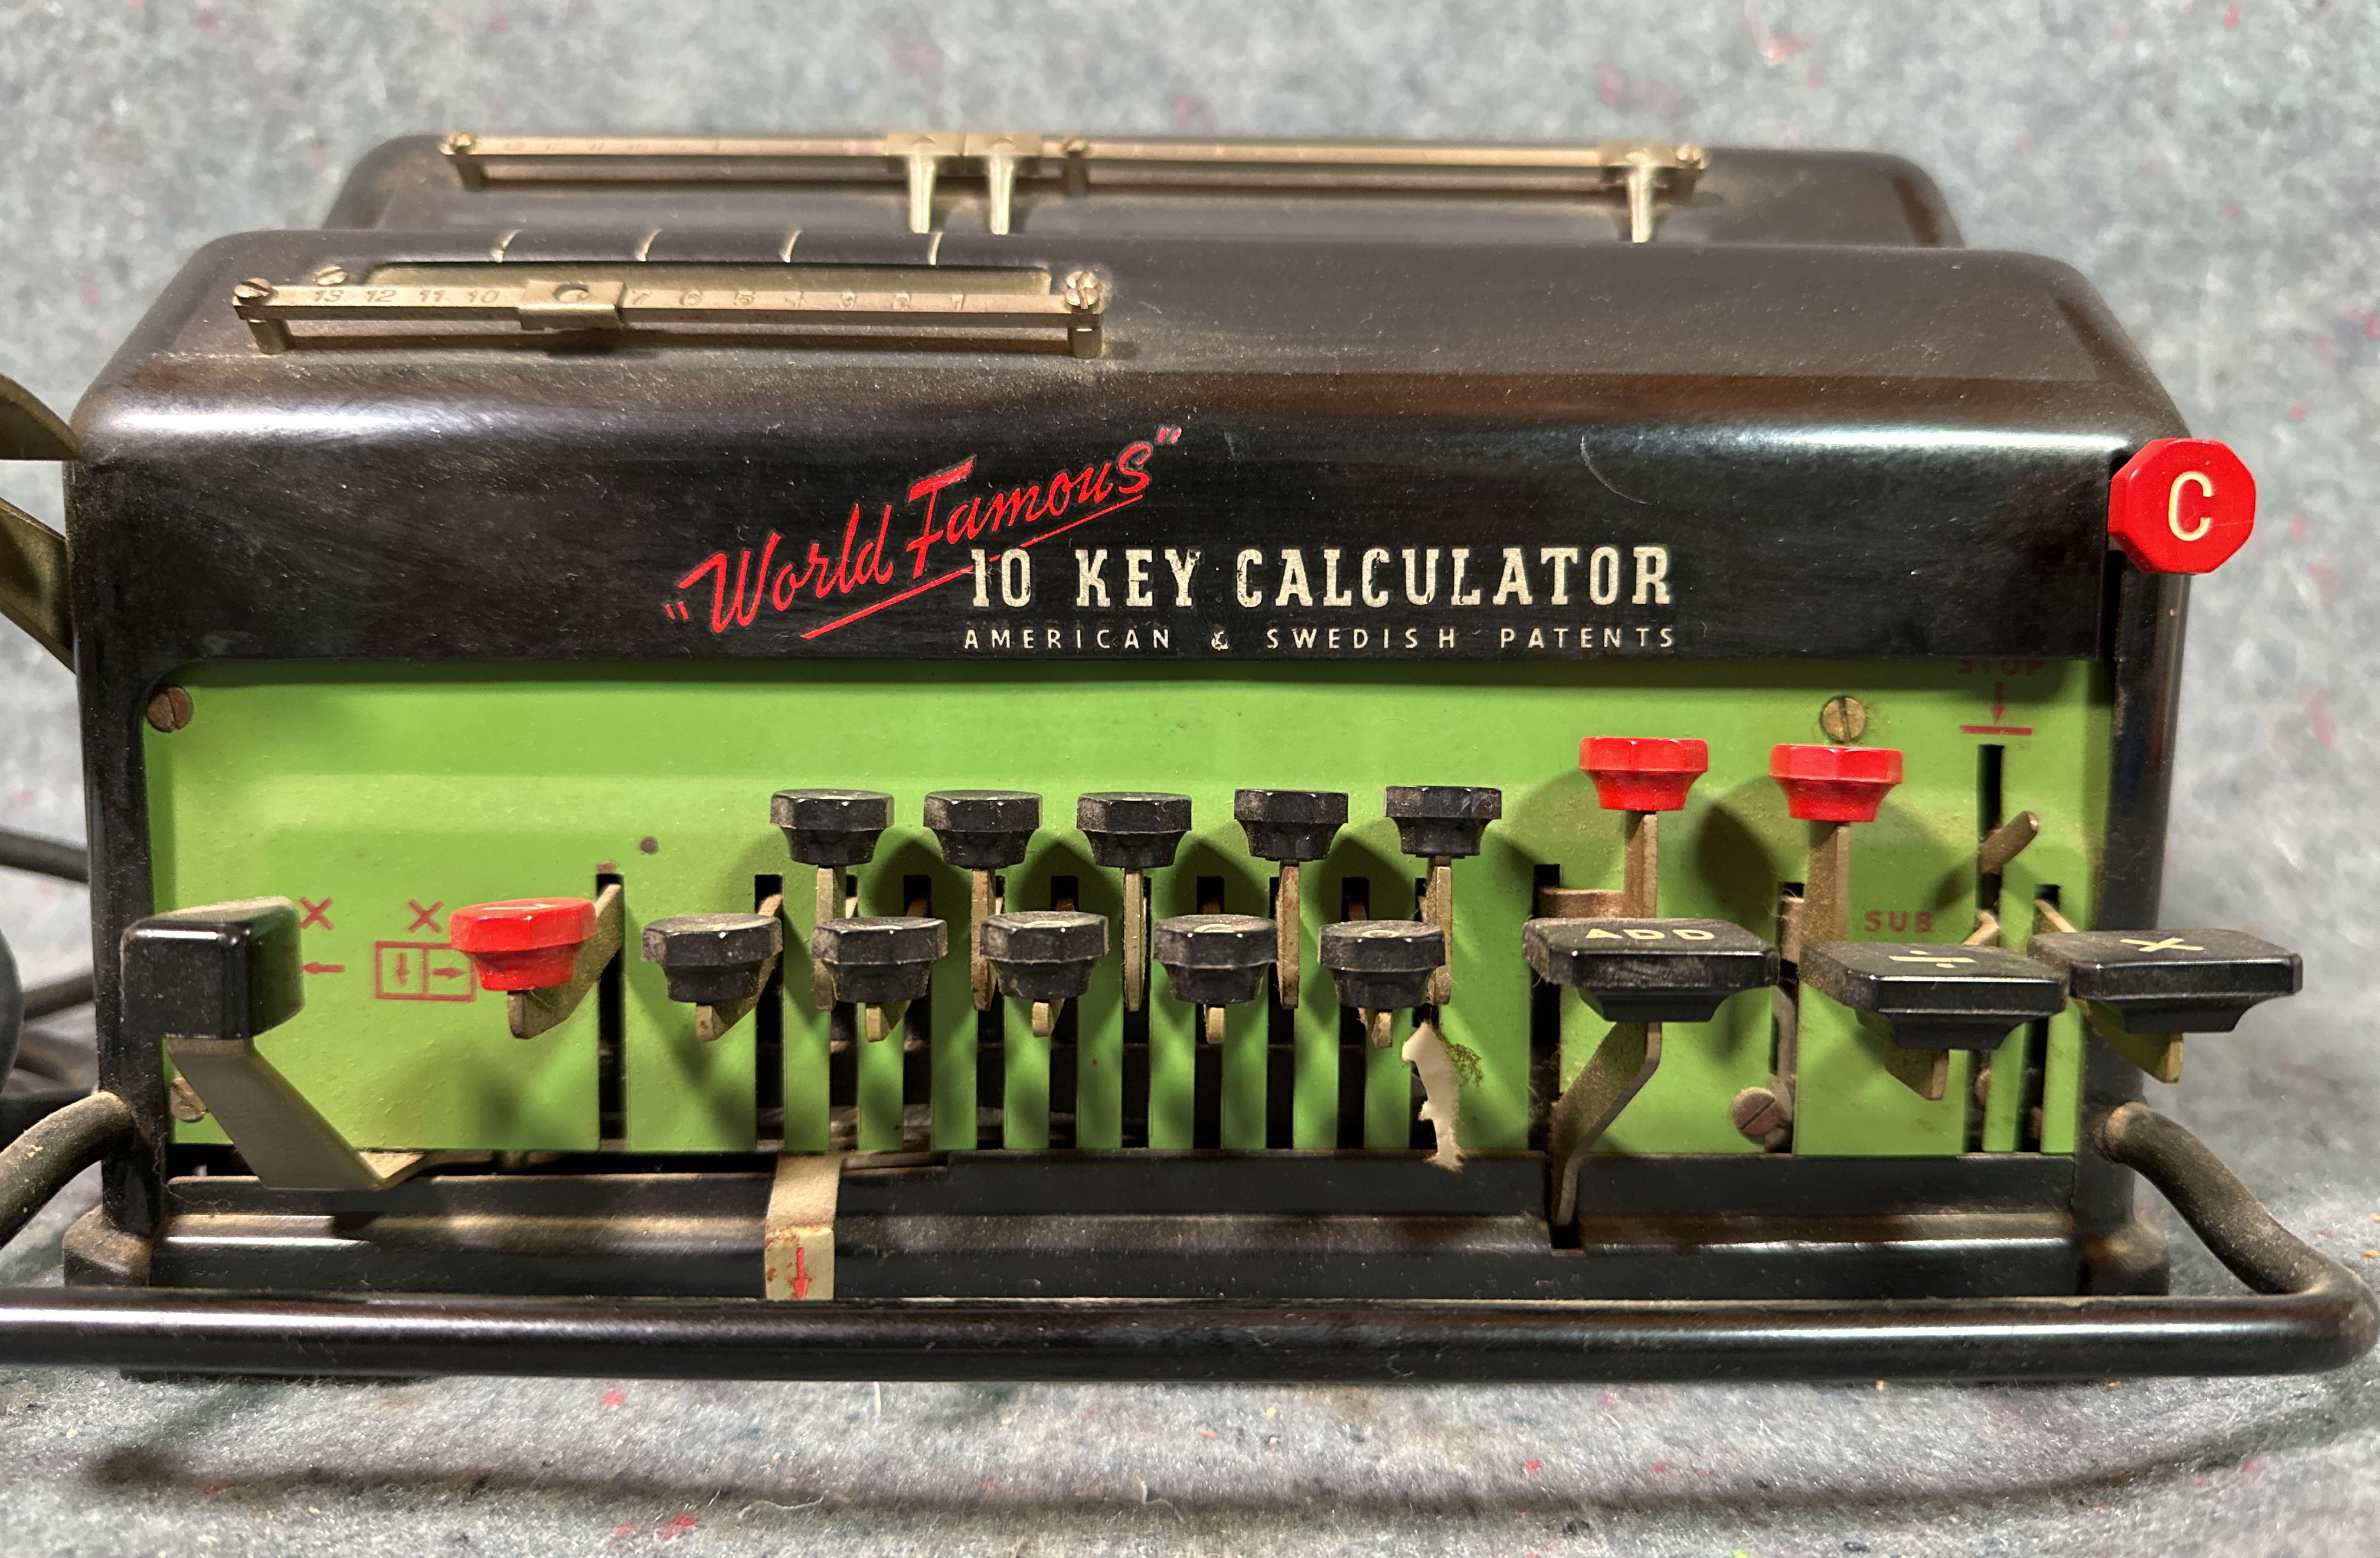 13 12 11 10 7 6 5 4 3 2 1
"World Famous"
10 KEY CALCULATOR
AMERICAN & SWEDISH PATENTS
C
STOP
X X
SUB
ADD
÷
X